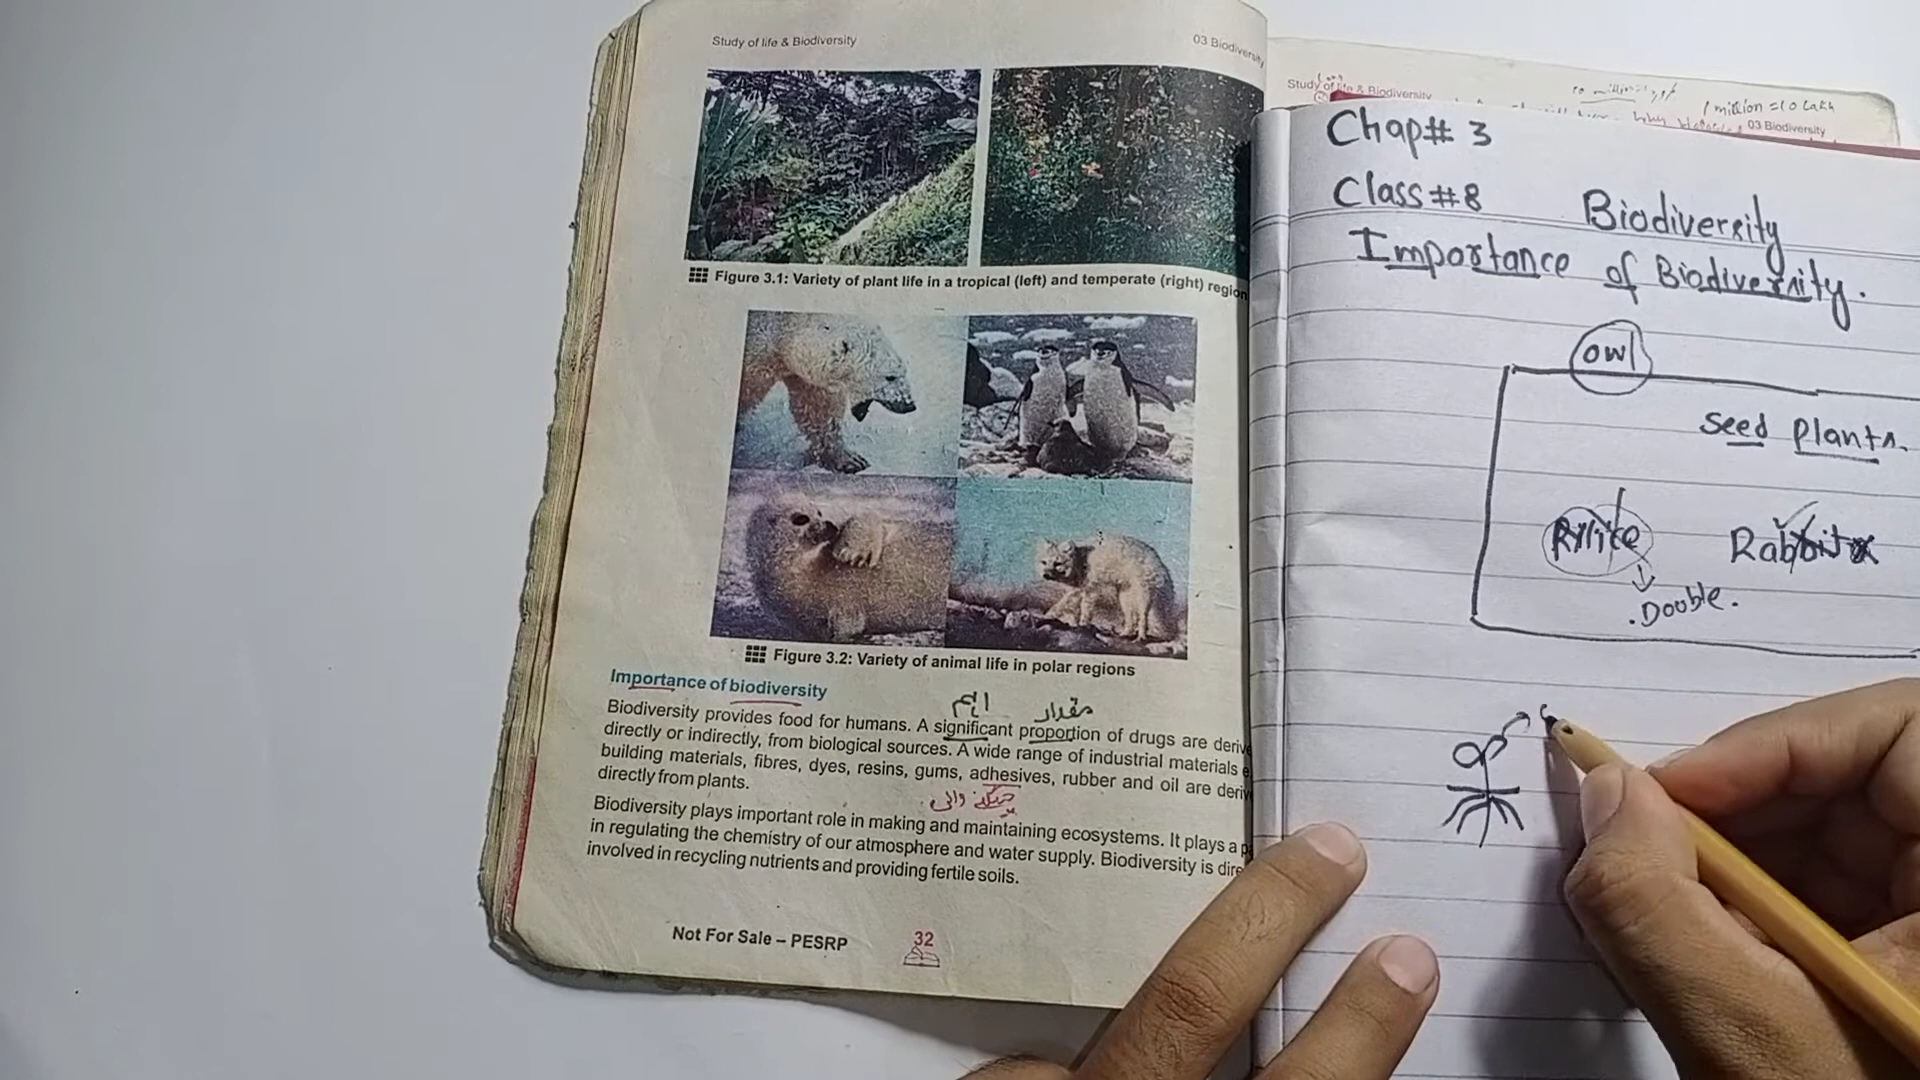 Study of life & Biodiversity
03 Biodiversity
Figure 3.1: Variety of plant life in a tropical (left) and temperate (right) region
Figure 3.2: Variety of animal life in polar regions
Importance of biodiversity
اہم مقدار
Biodiversity provides food for humans. A significant proportion of drugs are derive
directly or indirectly, from biological sources. A wide range of industrial materials e
building materials, fibres, dyes, resins, gums, adhesives, rubber and oil are deriv
directly from plants.
چپکنے والی
Biodiversity plays important role in making and maintaining ecosystems. It plays a p
in regulating the chemistry of our atmosphere and water supply. Biodiversity is dire
involved in recycling nutrients and providing fertile soils.
Not For Sale – PESRP
32
Study of life & Biodiversity
1 million = 10 Lakh
03 Biodiversity
Chap# 3
Class#8
Biodiversity
Importance of Biodiversity.
owl
Seed Plants.
Rabbit
.Double.